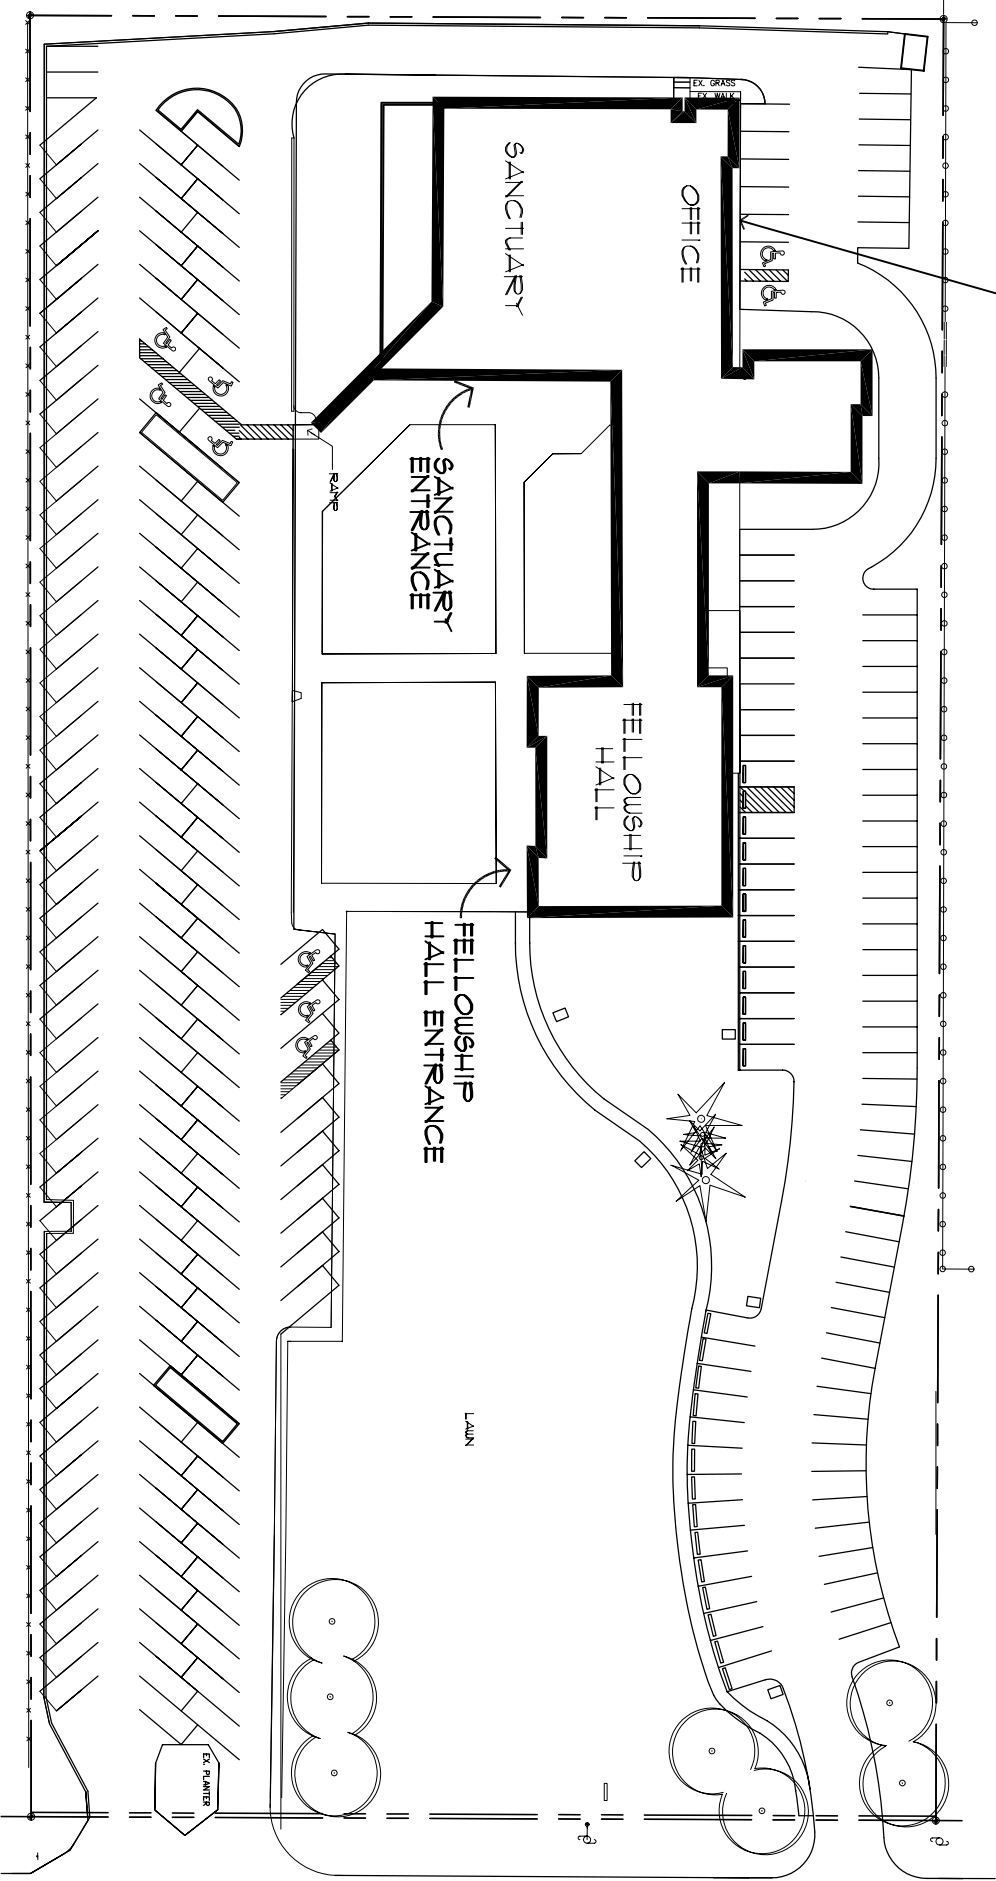 EX. GRASS
EX. WALK
SANCTUARY
OFFICE
RAMP
SANCTUARY
ENTRANCE
FELLOWSHIP
HALL
FELLOWSHIP
HALL ENTRANCE
LAWN
EX. PLANTER